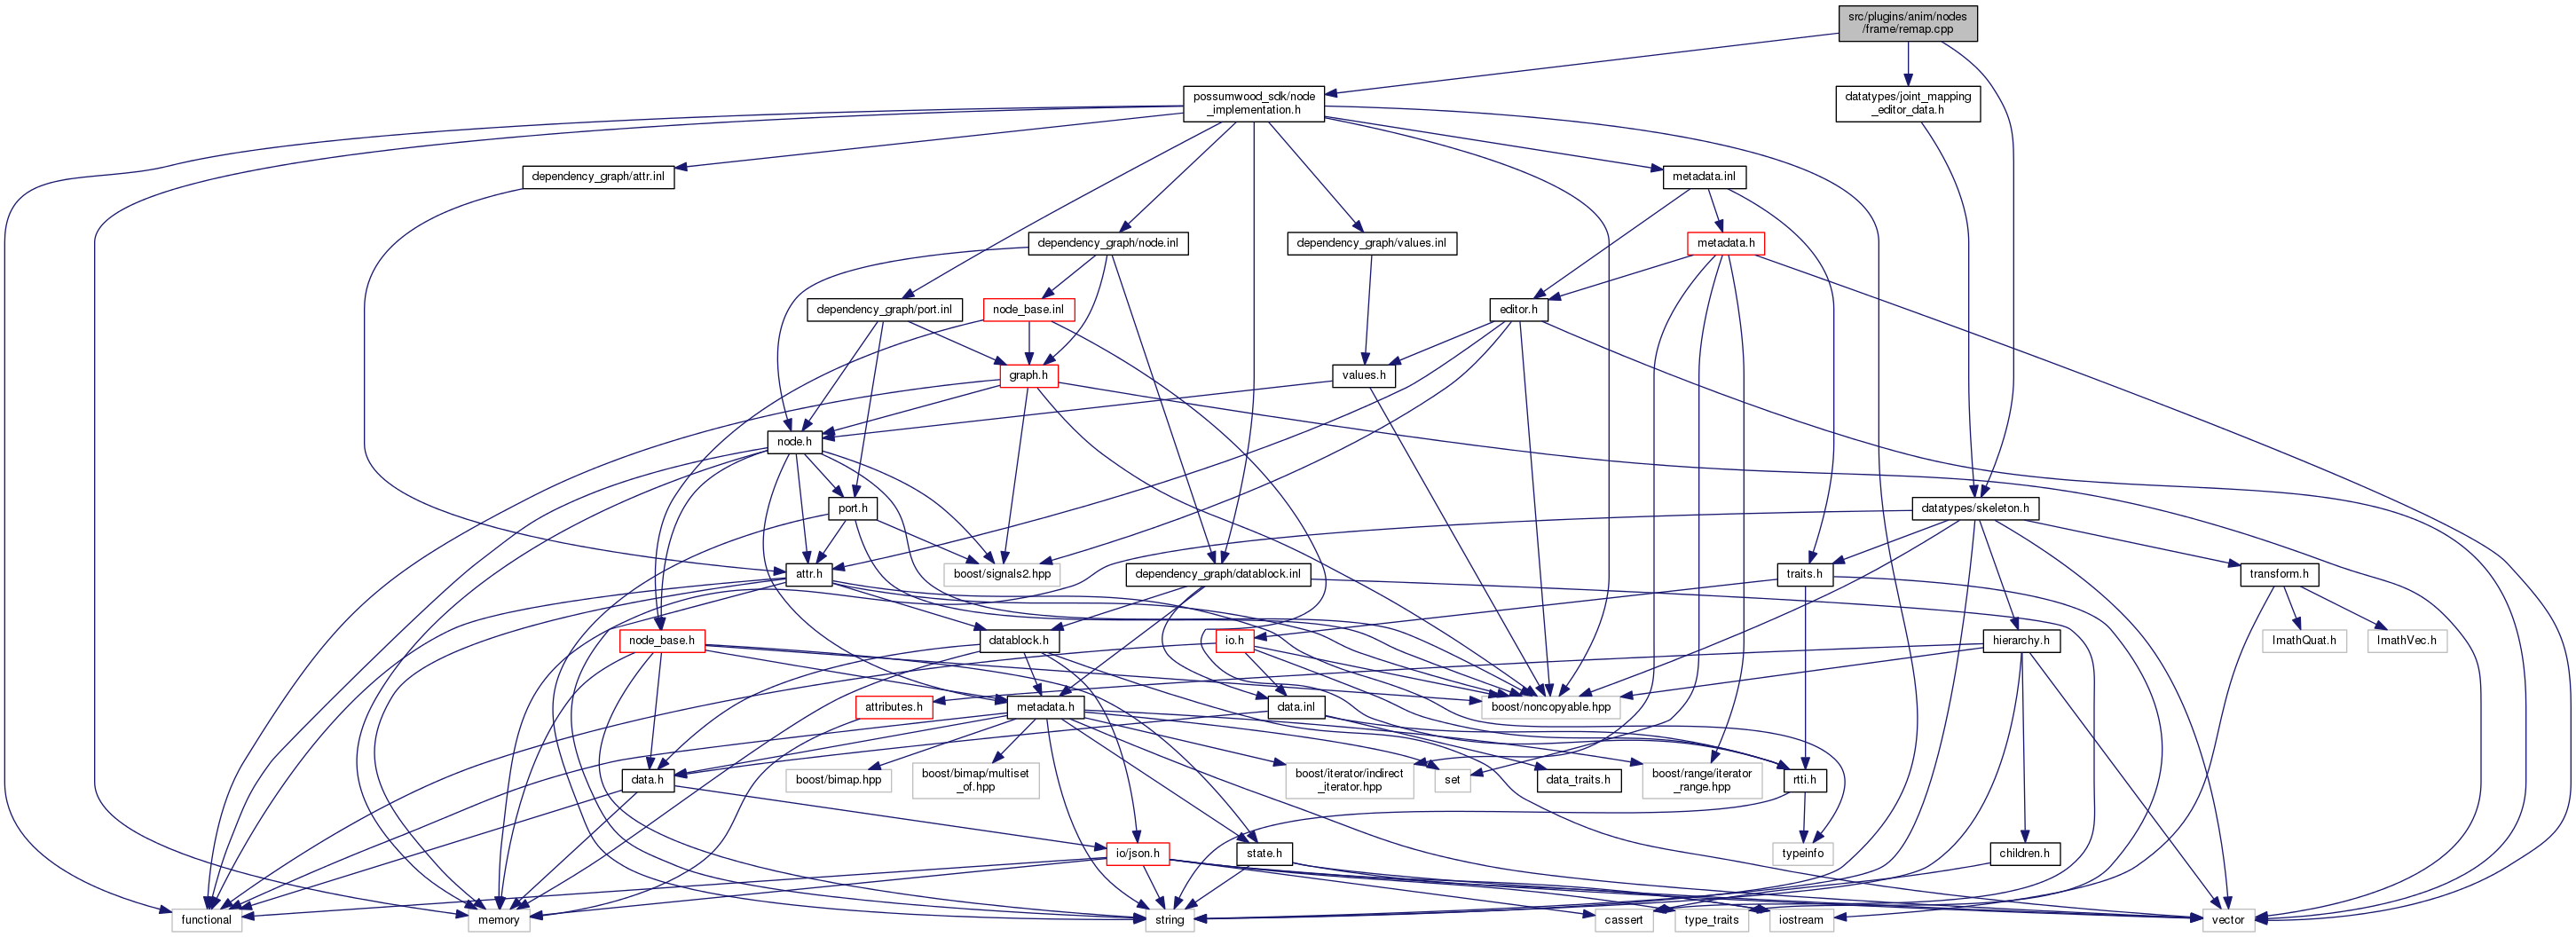 src/plugins/anim/nodes
/frame/remap.cpp
possumwood_sdk/node
_implementation.h
datatypes/joint_mapping
_editor_data.h
dependency_graph/attr.inl
metadata.inl
dependency_graph/node.inl
dependency_graph/values.inl
metadata.h
dependency_graph/port.inl
node_base.inl
editor.h
graph.h
values.h
node.h
port.h
datatypes/skeleton.h
attr.h
boost/signals2.hpp
dependency_graph/datablock.inl
traits.h
transform.h
node_base.h
datablock.h
io.h
hierarchy.h
ImathQuat.h
ImathVec.h
attributes.h
metadata.h
data.inl
boost/noncopyable.hpp
data.h
boost/bimap.hpp
boost/bimap/multiset
_of.hpp
boost/iterator/indirect
_iterator.hpp
set
data_traits.h
boost/range/iterator
_range.hpp
rtti.h
io/json.h
state.h
typeinfo
children.h
functional
memory
string
cassert
type_traits
iostream
vector